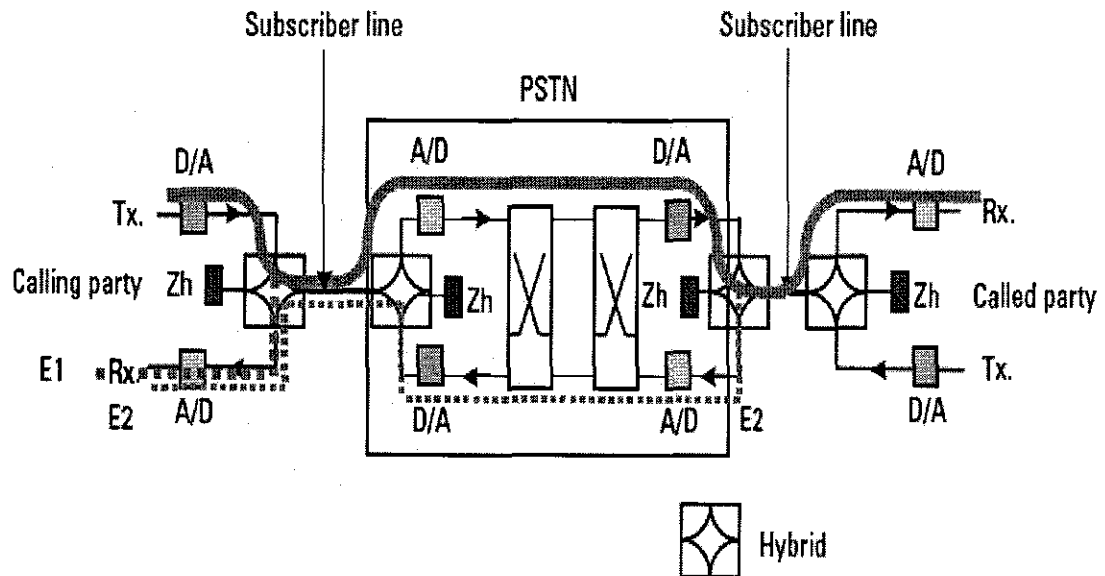 Subscriber line Subscriber line
PSTN
D/A A/D D/A A/D
Tx. Rx.
Calling party Zh Zh Zh Zh Called party
E1 Rx. Tx.
E2 A/D D/A A/D E2 D/A
Hybrid